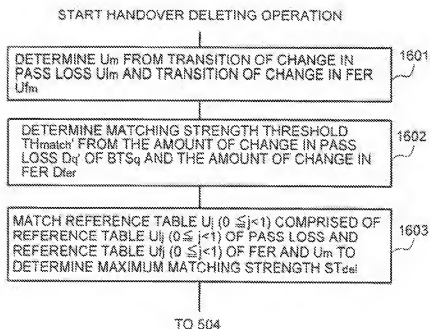 START HANDOVER DELETING OPERATION
1601
DETERMINE Um FROM TRANSITION OF CHANGE IN
PASS LOSS Ulm AND TRANSITION OF CHANGE IN FER
Ufm
1602
DETERMINE MATCHING STRENGTH THRESHOLD
THmatch' FROM THE AMOUNT OF CHANGE IN PASS
LOSS Dq' OF BTSq AND THE AMOUNT OF CHANGE IN
FER Dfer
1603
MATCH REFERENCE TABLE Uj (0 ≦ j<1) COMPRISED OF
REFERENCE TABLE Ulj (0 ≦ j<1) OF PASS LOSS AND
REFERENCE TABLE Ufj (0 ≦ j<1) OF FER AND Um TO
DETERMINE MAXIMUM MATCHING STRENGTH STdel
TO 504